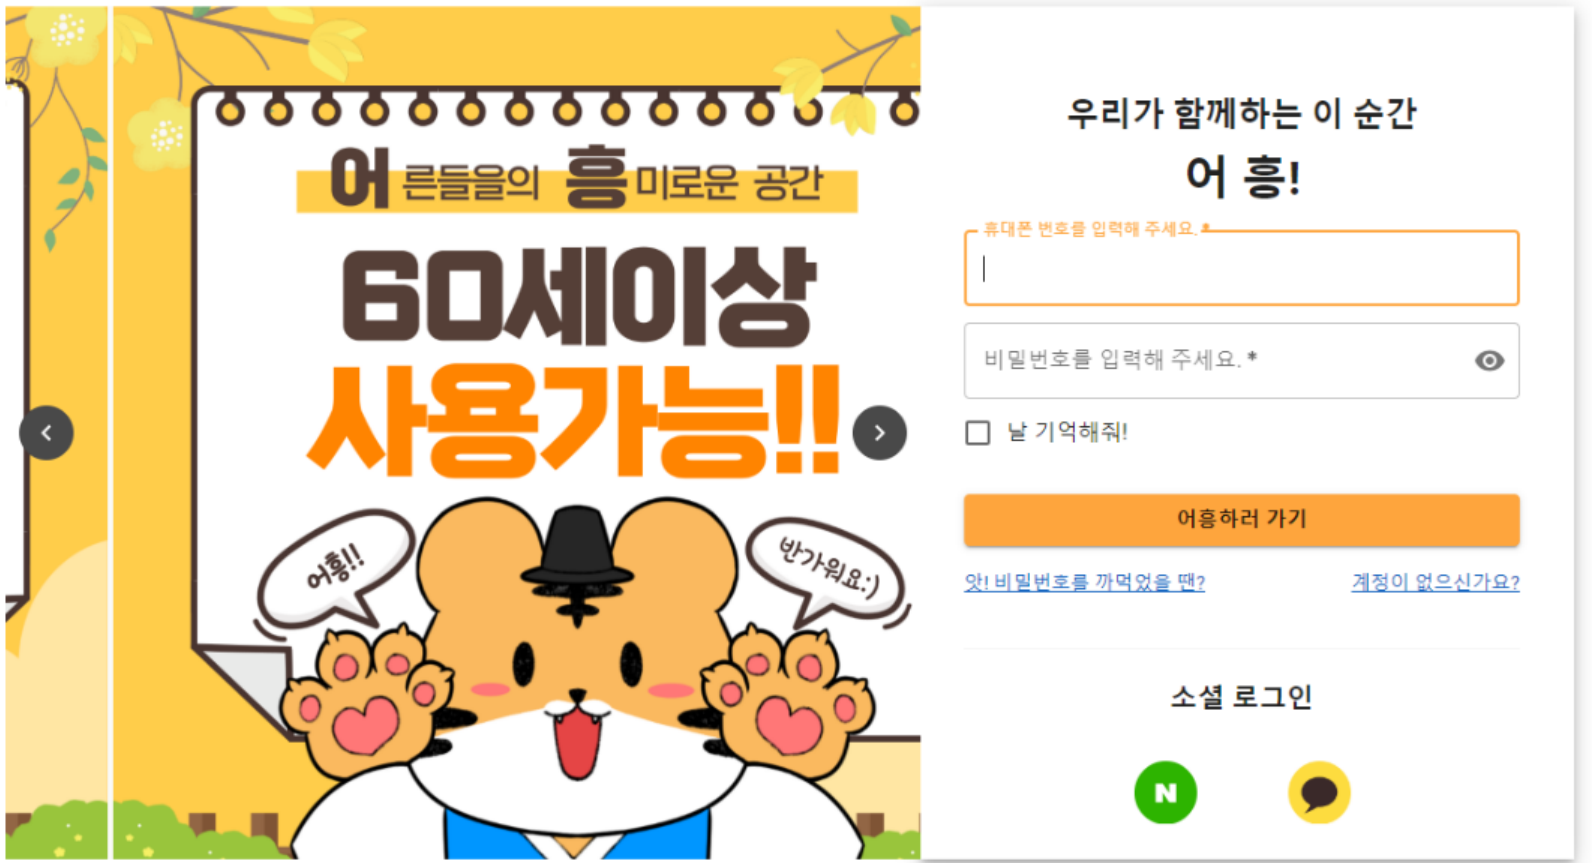 어른들을의 흥미로운 공간
60세이상
사용가능!!
어흥!!
반가워요:)
우리가 함께하는 이 순간
어 흥!
휴대폰 번호를 입력해 주세요. *
비밀번호를 입력해 주세요. *
날 기억해줘!
어흥하러 가기
앗! 비밀번호를 까먹었을 땐?
계정이 없으신가요?
소셜 로그인
N